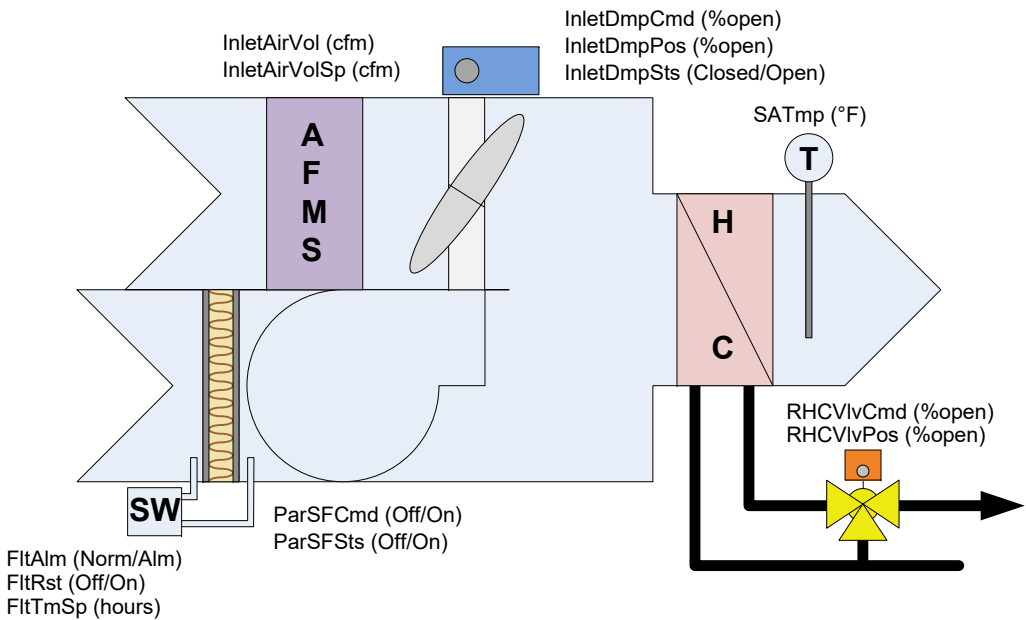 InletAirVol (cfm)
InletAirVolSp (cfm)
InletDmpCmd (%open)
InletDmpPos (%open)
InletDmpSts (Closed/Open)
SATmp (°F)
T
A
F
M
S
H
C
RHCVlvCmd (%open)
RHCVlvPos (%open)
SW
ParSFCmd (Off/On)
ParSFSts (Off/On)
FltAlm (Norm/Alm)
FltRst (Off/On)
FltTmSp (hours)